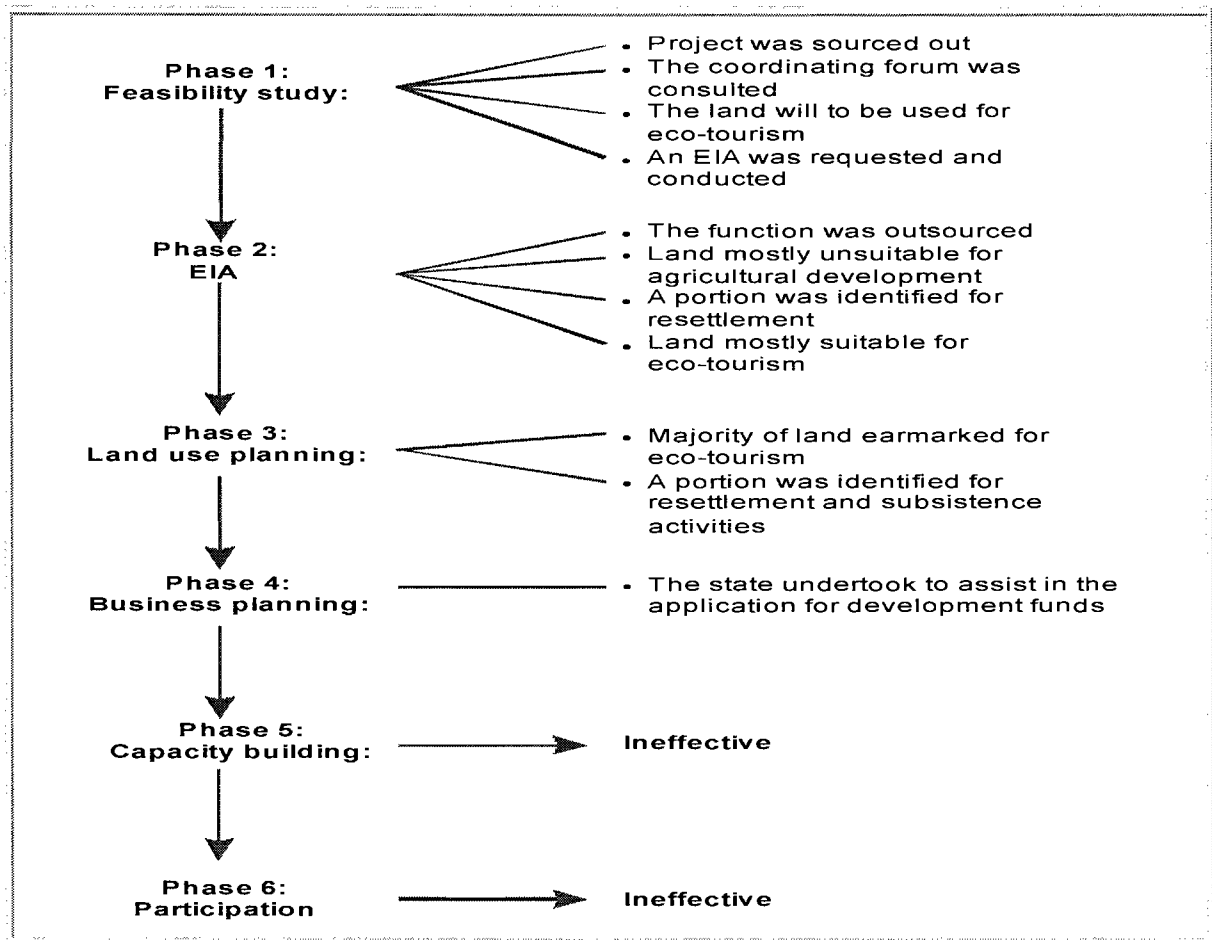 Phase 1:
Feasibility study:
• Project was sourced out
• The coordinating forum was
consulted
• The land will to be used for
eco-tourism
• An EIA was requested and
conducted
Phase 2:
EIA
• The function was outsourced
• Land mostly unsuitable for
agricultural development
• A portion was identified for
resettlement
• Land mostly suitable for
eco-tourism
Phase 3:
Land use planning:
• Majority of land earmarked for
eco-tourism
• A portion was identified for
resettlement and subsistence
activities
Phase 4:
Business planning:
• The state undertook to assist in the
application for development funds
Phase 5:
Capacity building:
Ineffective
Phase 6:
Participation
Ineffective